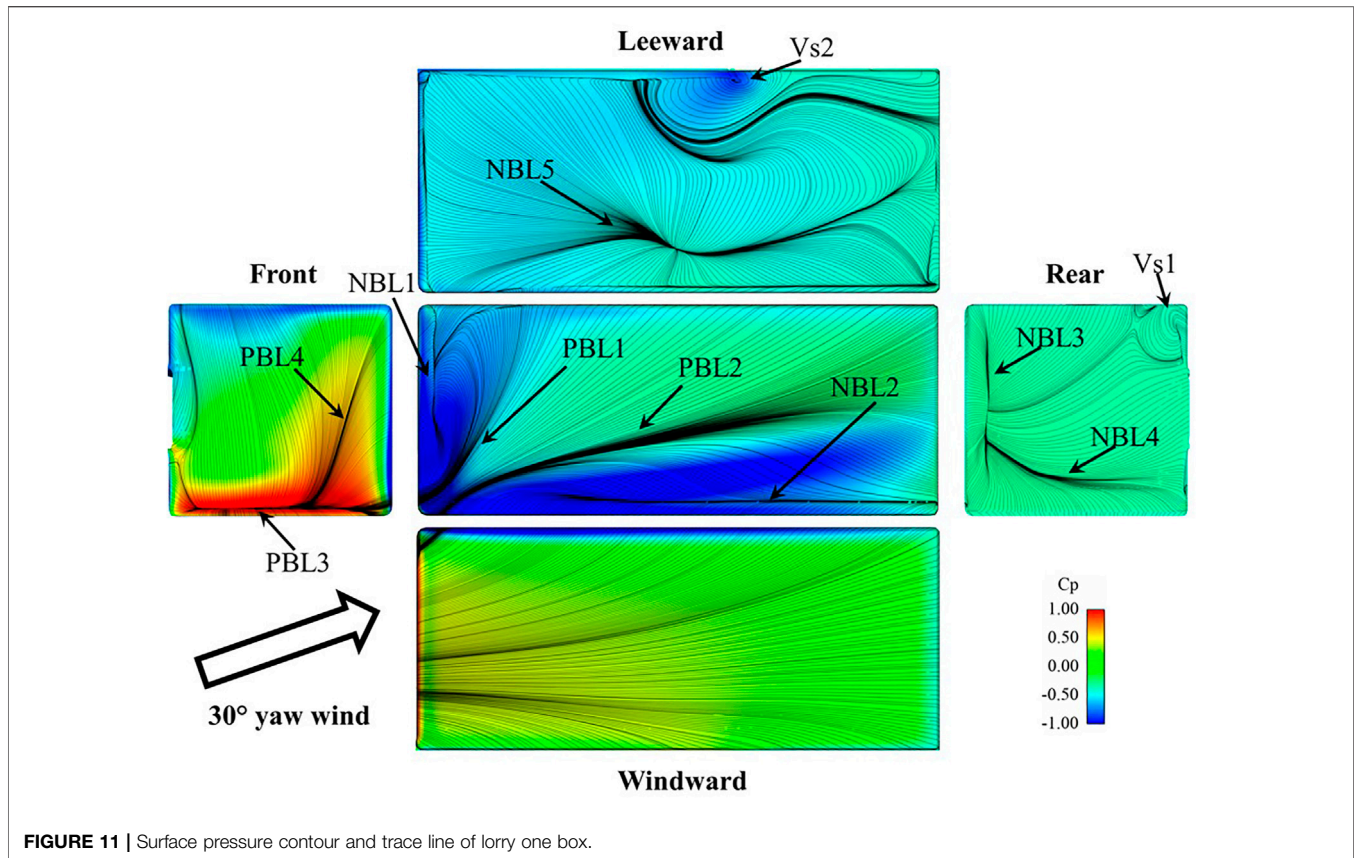 Leeward
Vs2
NBL5
Front
NBL1
Rear
Vs1
PBL4
PBL1
PBL2
NBL2
NBL3
NBL4
PBL3
30° yaw wind
Cp
1.00
0.50
0.00
-0.50
-1.00
Windward
FIGURE 11 | Surface pressure contour and trace line of lorry one box.